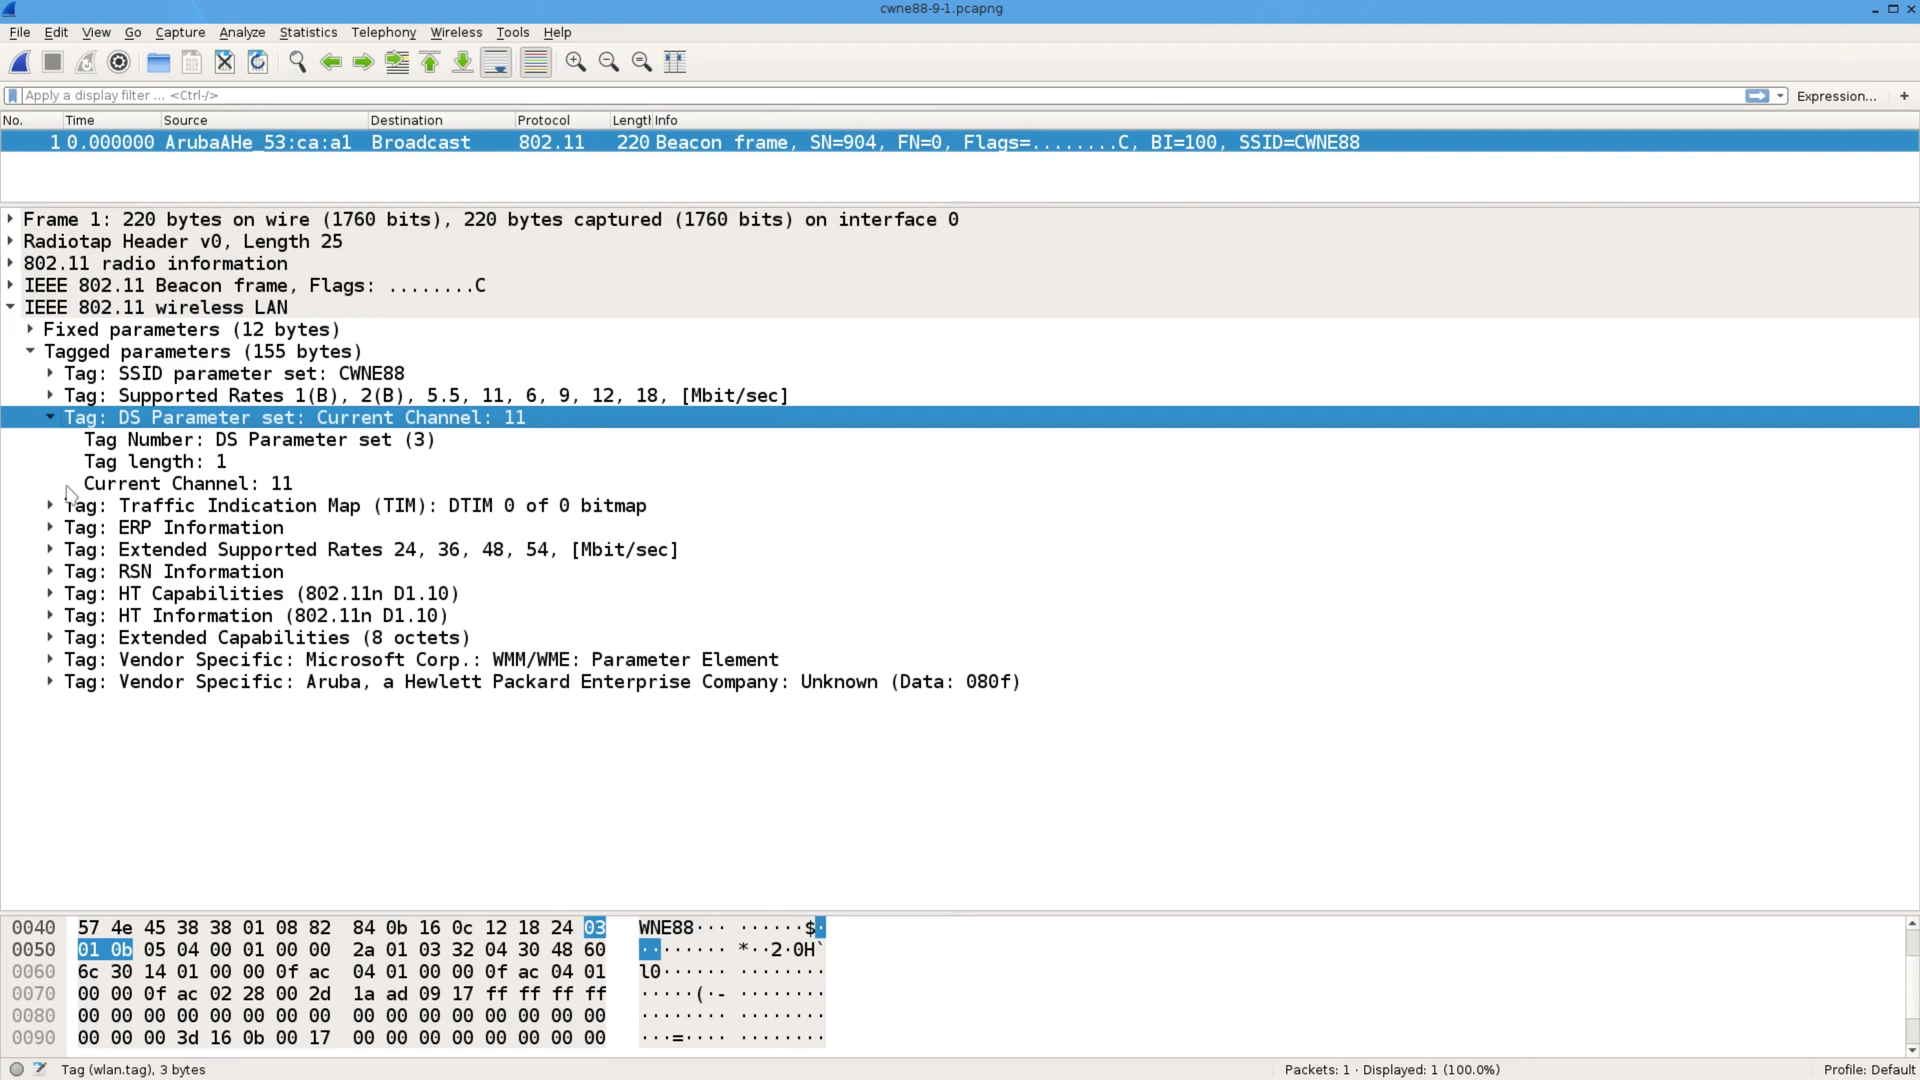 cwne88-9-1.pcapng
File Edit View Go Capture Analyze Statistics Telephony Wireless Tools Help
Apply a display filter ... <Ctrl-/> Expression... +
No. Time Source Destination Protocol Length Info
1 0.000000 ArubaAHe_53:ca:a1 Broadcast 802.11 220 Beacon frame, SN=904, FN=0, Flags=........C, BI=100, SSID=CWNE88
Frame 1: 220 bytes on wire (1760 bits), 220 bytes captured (1760 bits) on interface 0
Radiotap Header v0, Length 25
802.11 radio information
IEEE 802.11 Beacon frame, Flags: ........C
IEEE 802.11 wireless LAN
Fixed parameters (12 bytes)
Tagged parameters (155 bytes)
Tag: SSID parameter set: CWNE88
Tag: Supported Rates 1(B), 2(B), 5.5, 11, 6, 9, 12, 18, [Mbit/sec]
Tag: DS Parameter set: Current Channel: 11
Tag Number: DS Parameter set (3)
Tag length: 1
Current Channel: 11
Tag: Traffic Indication Map (TIM): DTIM 0 of 0 bitmap
Tag: ERP Information
Tag: Extended Supported Rates 24, 36, 48, 54, [Mbit/sec]
Tag: RSN Information
Tag: HT Capabilities (802.11n D1.10)
Tag: HT Information (802.11n D1.10)
Tag: Extended Capabilities (8 octets)
Tag: Vendor Specific: Microsoft Corp.: WMM/WME: Parameter Element
Tag: Vendor Specific: Aruba, a Hewlett Packard Enterprise Company: Unknown (Data: 080f)
0040 57 4e 45 38 38 01 08 82 84 0b 16 0c 12 18 24 03 WNE88··· ······$·
0050 01 0b 05 04 00 01 00 00 2a 01 03 32 04 30 48 60 ········ *··2·0H`
0060 6c 30 14 01 00 00 0f ac 04 01 00 00 0f ac 04 01 l0······ ········
0070 00 00 0f ac 02 28 00 2d 1a ad 09 17 ff ff ff ff ·····(·- ········
0080 00 00 00 00 00 00 00 00 00 00 00 00 00 00 00 00 ········ ········
0090 00 00 00 3d 16 0b 00 17 00 00 00 00 00 00 00 00 ···=···· ········
Tag (wlan.tag), 3 bytes Packets: 1 · Displayed: 1 (100.0%) Profile: Default